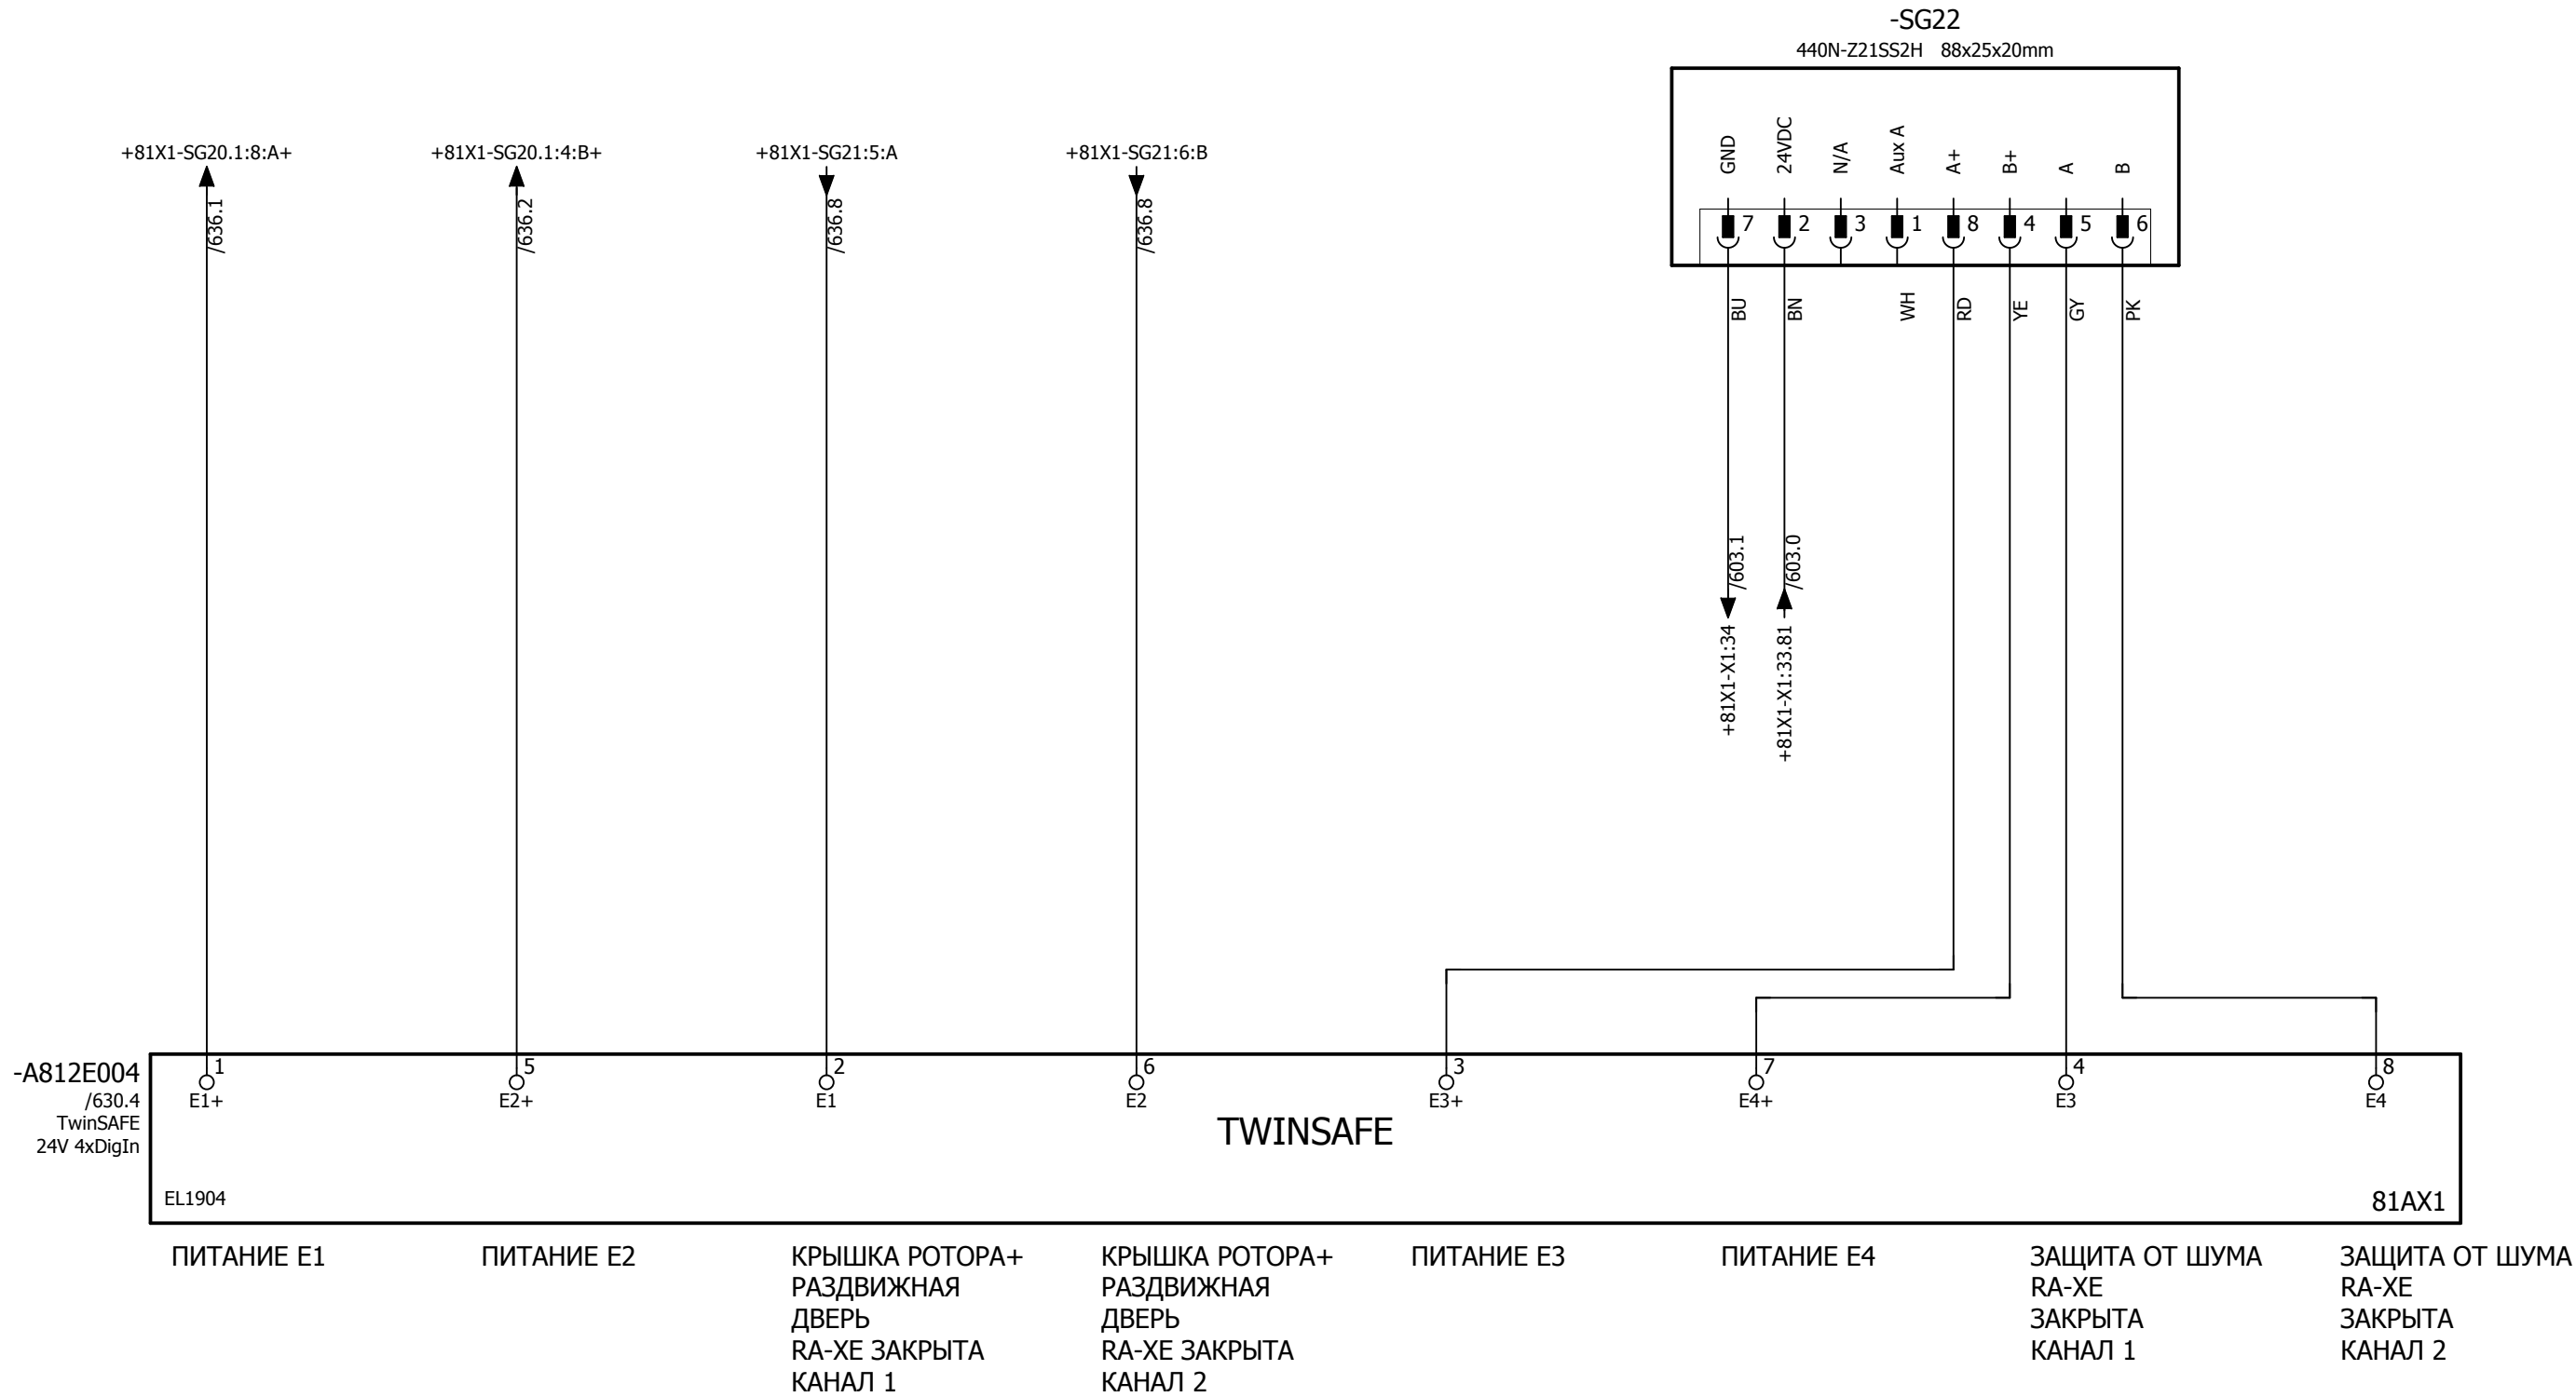 -SG22
440N-Z21SS2H 88x25x20mm
GND
24VDC
N/A
Aux A
A+
B+
A
B
7
2
3
1
8
4
5
6
BU
BN
WH
RD
YE
GY
PK
+81X1-SG20.1:8:A+
+81X1-SG20.1:4:B+
+81X1-SG21:5:A
+81X1-SG21:6:B
/636.1
/636.2
/636.8
/636.8
/603.1
/603.0
+81X1-X1:34
+81X1-X1:33.81
-A812E004
/630.4
TwinSAFE
24V 4xDigIn
1
5
2
6
3
7
4
8
E1+
E2+
E1
E2
E3+
E4+
E3
E4
TWINSAFE
EL1904
81AX1
ПИТАНИЕ E1
ПИТАНИЕ E2
КРЫШКА РОТОРА+
РАЗДВИЖНАЯ
ДВЕРЬ
RA-XE ЗАКРЫТА
КАНАЛ 1
КРЫШКА РОТОРА+
РАЗДВИЖНАЯ
ДВЕРЬ
RA-XE ЗАКРЫТА
КАНАЛ 2
ПИТАНИЕ E3
ПИТАНИЕ E4
ЗАЩИТА ОТ ШУМА
RA-XE
ЗАКРЫТА
КАНАЛ 1
ЗАЩИТА ОТ ШУМА
RA-XE
ЗАКРЫТА
КАНАЛ 2